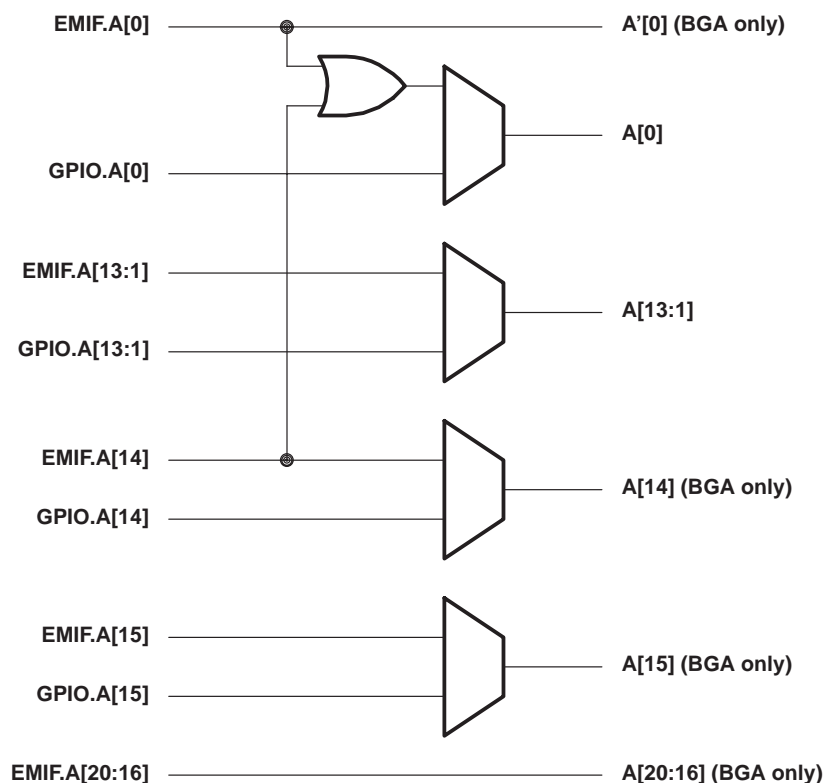 EMIF.A[0]
A’[0] (BGA only)
A[0]
GPIO.A[0]
EMIF.A[13:1]
A[13:1]
GPIO.A[13:1]
EMIF.A[14]
A[14] (BGA only)
GPIO.A[14]
EMIF.A[15]
A[15] (BGA only)
GPIO.A[15]
EMIF.A[20:16]
A[20:16] (BGA only)